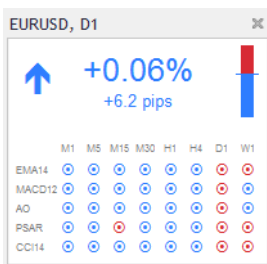 EURUSD, D1
+0.06%
+6.2 pips
M1 M5 M15 M30 H1 H4 D1 W1
EMA14
MACD12
AO
PSAR
CCI14